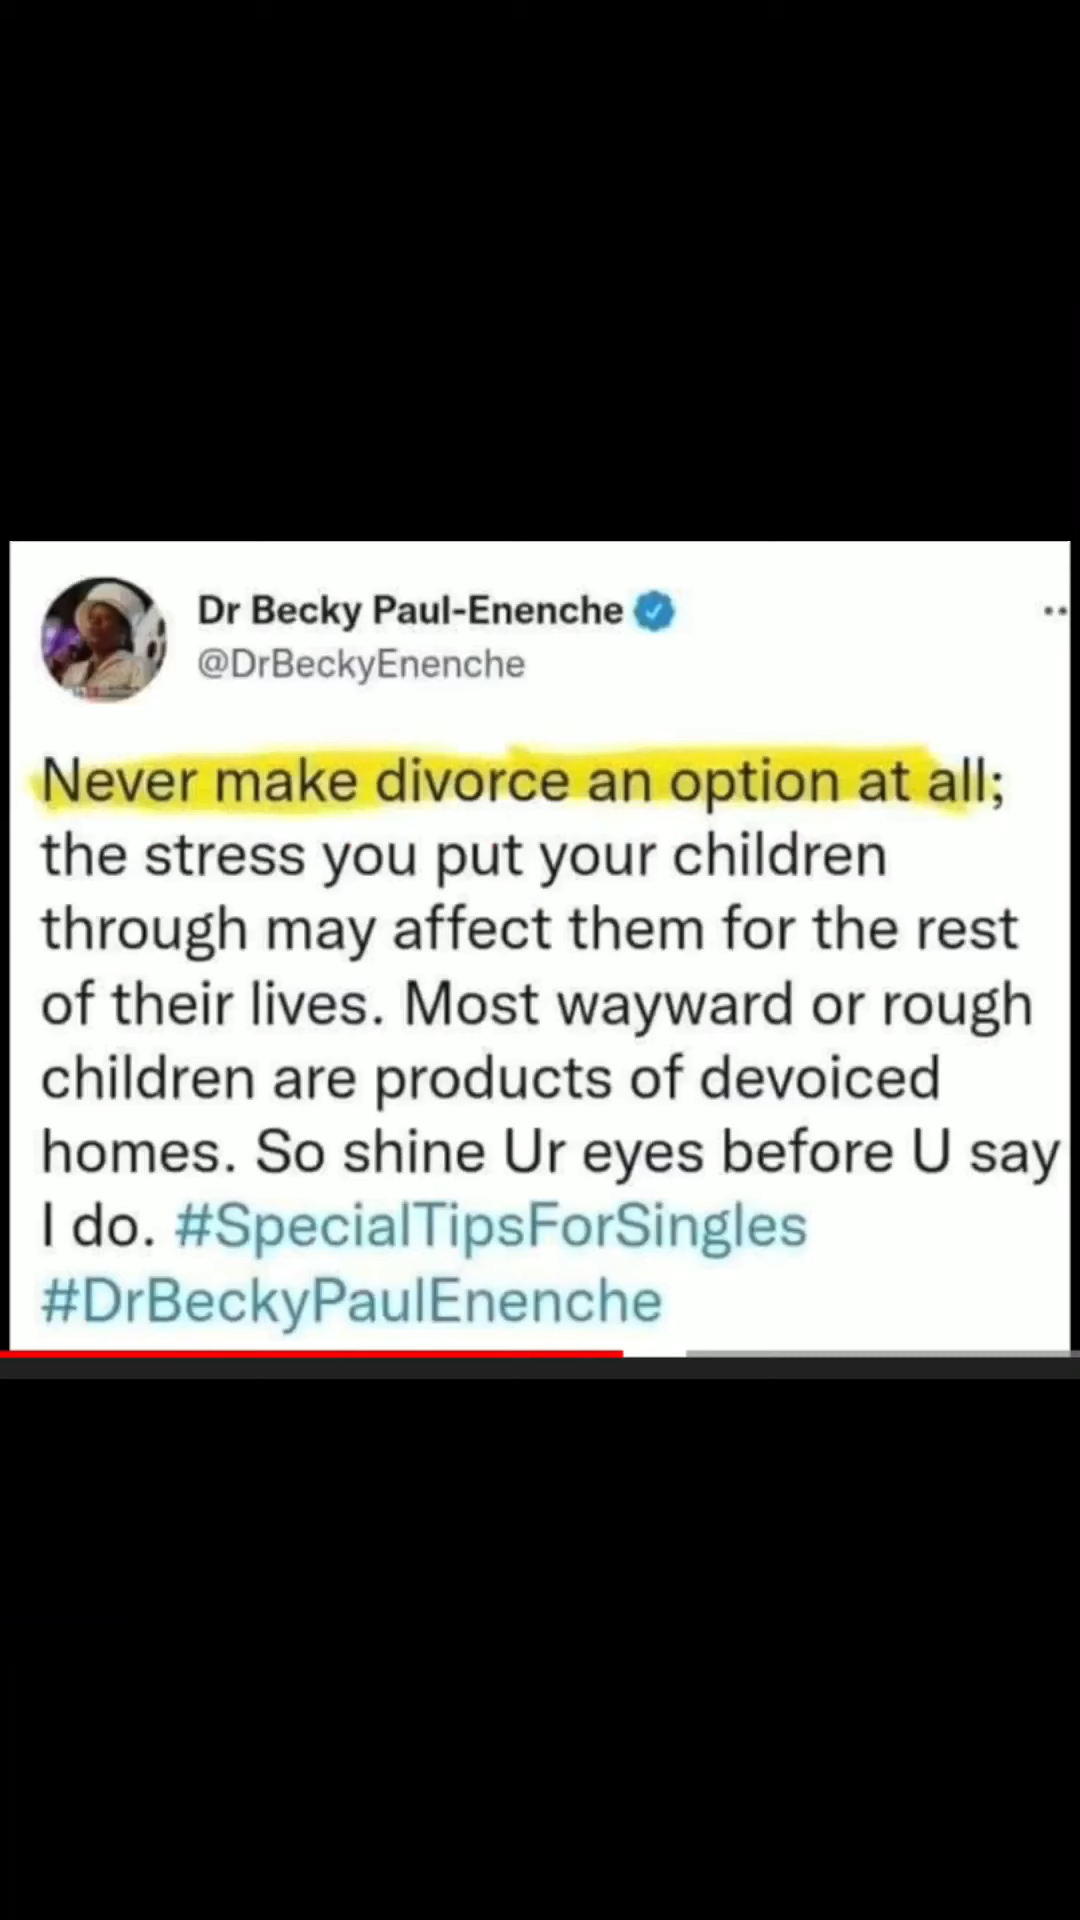 Dr Becky Paul-Enenche
@DrBeckyEnenche
Never make divorce an option at all;
the stress you put your children
through may affect them for the rest
of their lives. Most wayward or rough
children are products of devoiced
homes. So shine Ur eyes before U say
I do. #SpecialTipsForSingles
#DrBeckyPaulEnenche